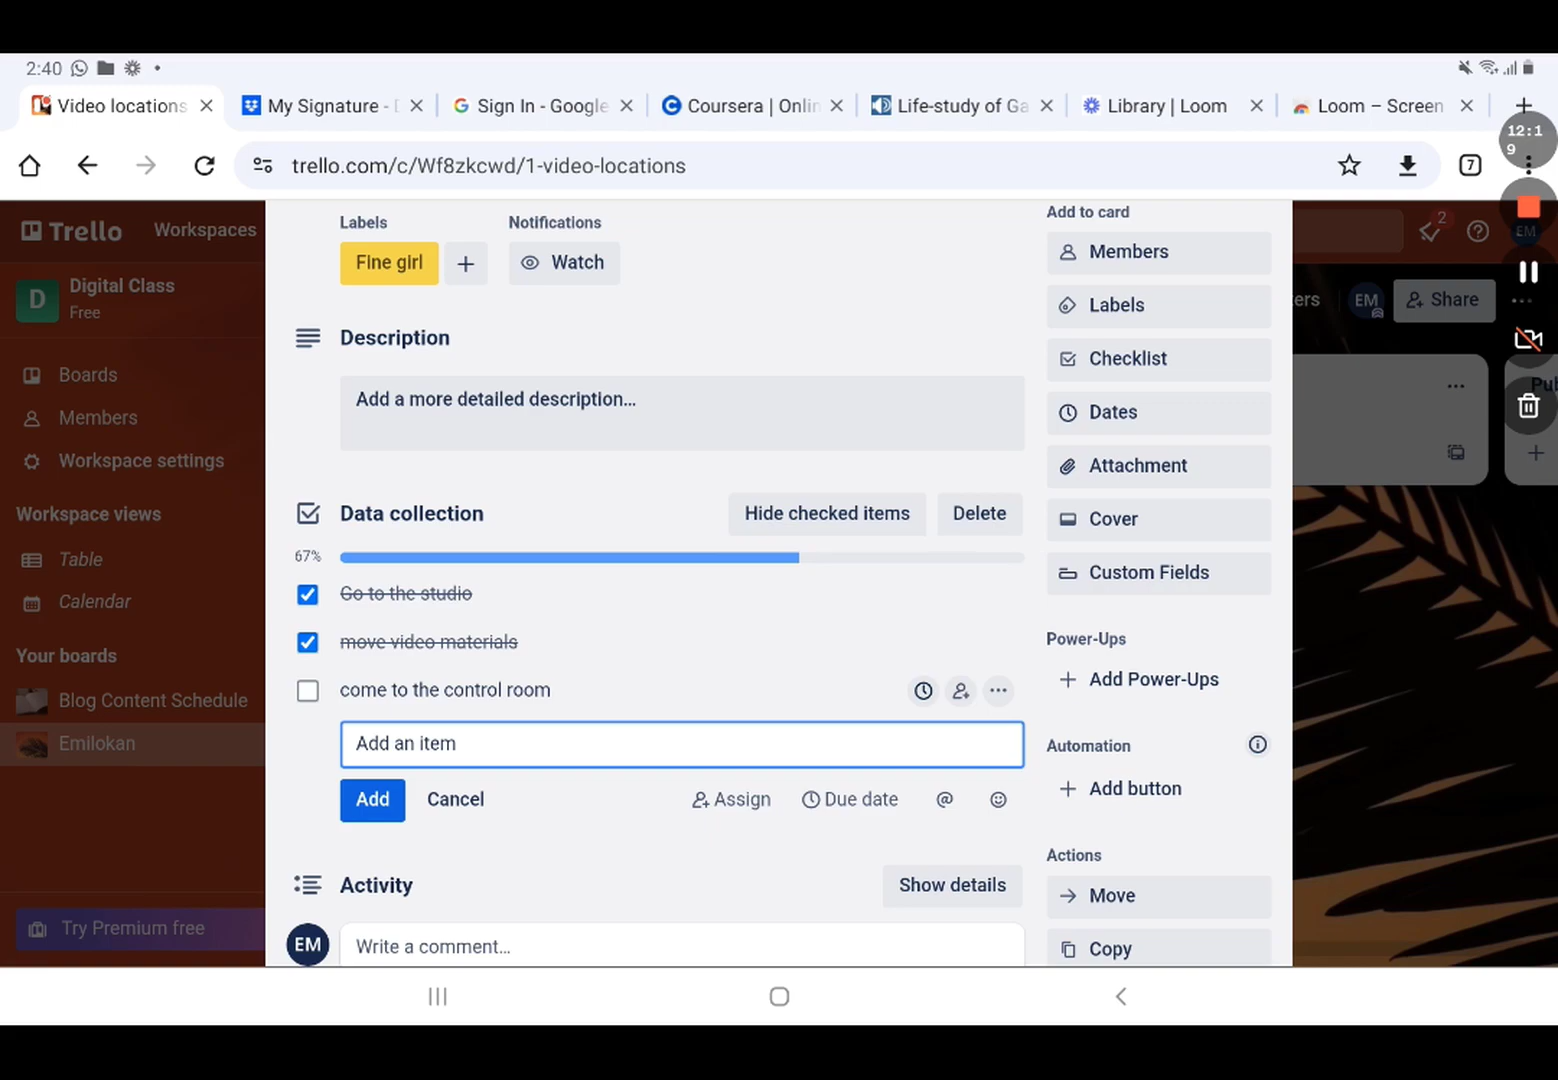 2:40
Video locations
My Signature - D
Sign In - Google
Coursera | Onlin
Life-study of Ga
Library | Loom
Loom – Screen
12:1
9
trello.com/c/Wf8zkcwd/1-video-locations
7
Trello
Workspaces
2
EM
D
Digital Class
Free
Boards
Members
Workspace settings
Workspace views
Table
Calendar
Your boards
Blog Content Schedule
Emilokan
Try Premium free
Labels
Notifications
Fine girl
Watch
Description
Add a more detailed description…
Data collection
Hide checked items
Delete
67%
Go to the studio
move video materials
come to the control room
Add an item
Add
Cancel
Assign
Due date
@
Activity
Show details
EM
Write a comment…
Add to card
Members
Labels
Checklist
Dates
Attachment
Cover
Custom Fields
Power-Ups
Add Power-Ups
Automation
Add button
Actions
Move
Copy
ers
EM
Share
Pub